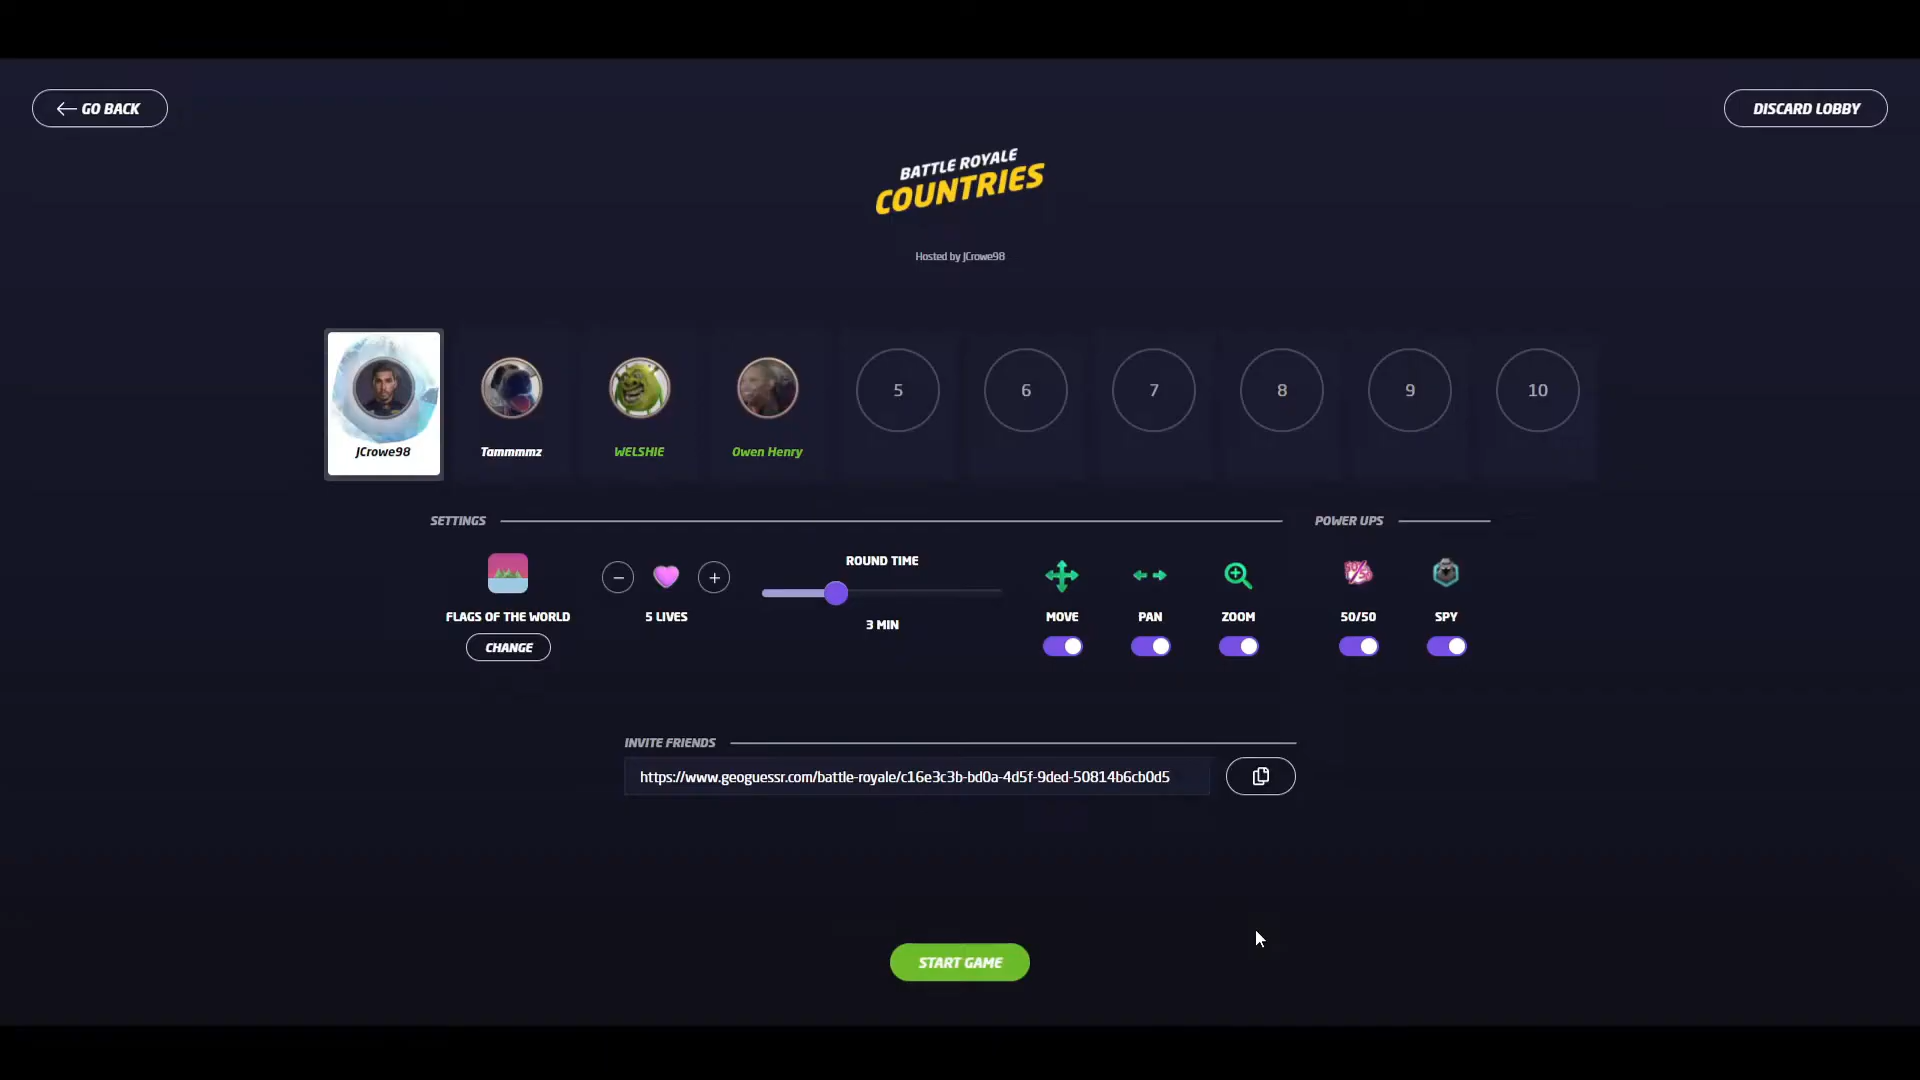 GO BACK
DISCARD LOBBY
BATTLE ROYALE
COUNTRIES
Hosted by JCrowe98
JCrowe98
Tammmmz
WELSHIE
Owen Henry
5
6
7
8
9
10
SETTINGS
POWER UPS
FLAGS OF THE WORLD
CHANGE
5 LIVES
ROUND TIME
3 MIN
MOVE
PAN
ZOOM
50/50
50/50
SPY
INVITE FRIENDS
https://www.geoguessr.com/battle-royale/c16e3c3b-bd0a-4d5f-9ded-50814b6cb0d5
START GAME